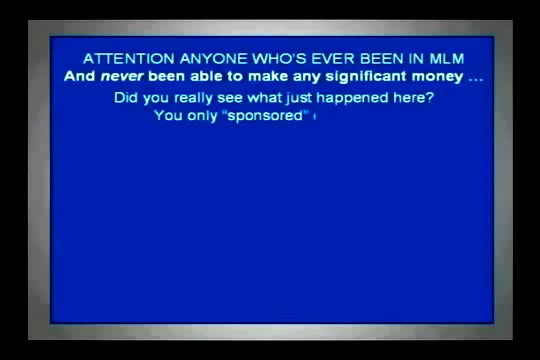 ATTENTION ANYONE WHO'S EVER BEEN IN MLM
And never been able to make any significant money ...
Did you really see what just happened here?
You only "sponsored"